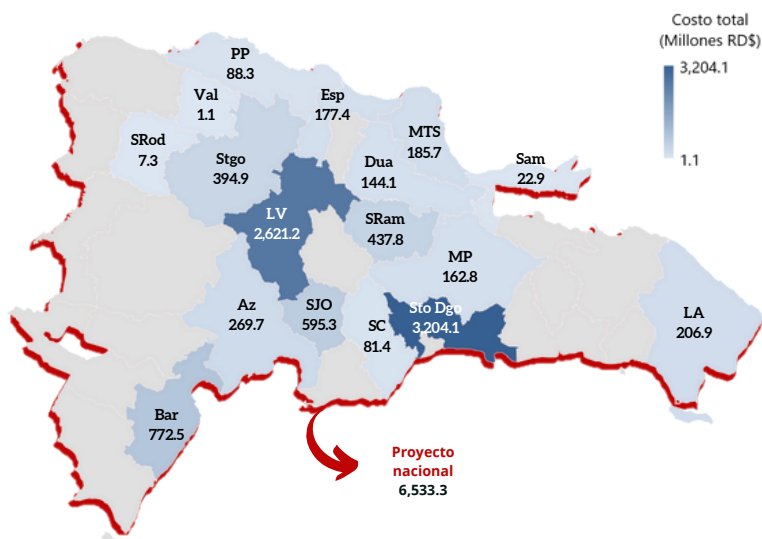 Costo total
(Millones RD$)
3,204.1
1.1
PP
88.3
Val
1.1
Esp
177.4
MTS
185.7
SRod
7.3
Stgo
394.9
Dua
144.1
Sam
22.9
LV
2,621.2
SRam
437.8
MP
162.8
Az
269.7
SJO
595.3
SC
81.4
Sto Dgo
3,204.1
LA
206.9
Bar
772.5
Proyecto
nacional
6,533.3